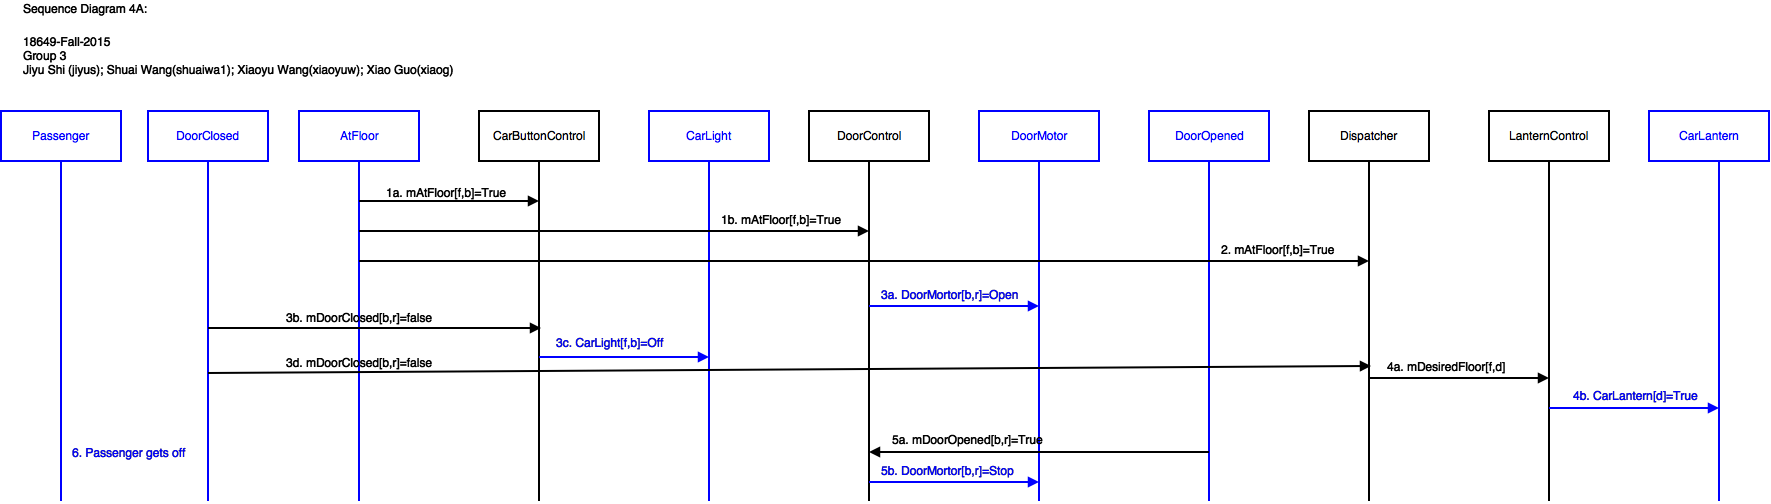 Sequence Diagram 4A:
18649-Fall-2015
Group 3
Jiyu Shi (jiyus); Shuai Wang(shuaiwa1); Xiaoyu Wang(xiaoyuw); Xiao Guo(xiaog)
Passenger
DoorClosed
AtFloor
CarButtonControl
CarLight
DoorControl
DoorMotor
DoorOpened
Dispatcher
LanternControl
CarLantern
1a. mAtFloor[f,b]=True
1b. mAtFloor[f,b]=True
2. mAtFloor[f,b]=True
3a. DoorMortor[b,r]=Open
3b. mDoorClosed[b,r]=false
3c. CarLight[f,b]=Off
3d. mDoorClosed[b,r]=false
4a. mDesiredFloor[f,d]
4b. CarLantern[d]=True
5a. mDoorOpened[b,r]=True
6. Passenger gets off
5b. DoorMortor[b,r]=Stop